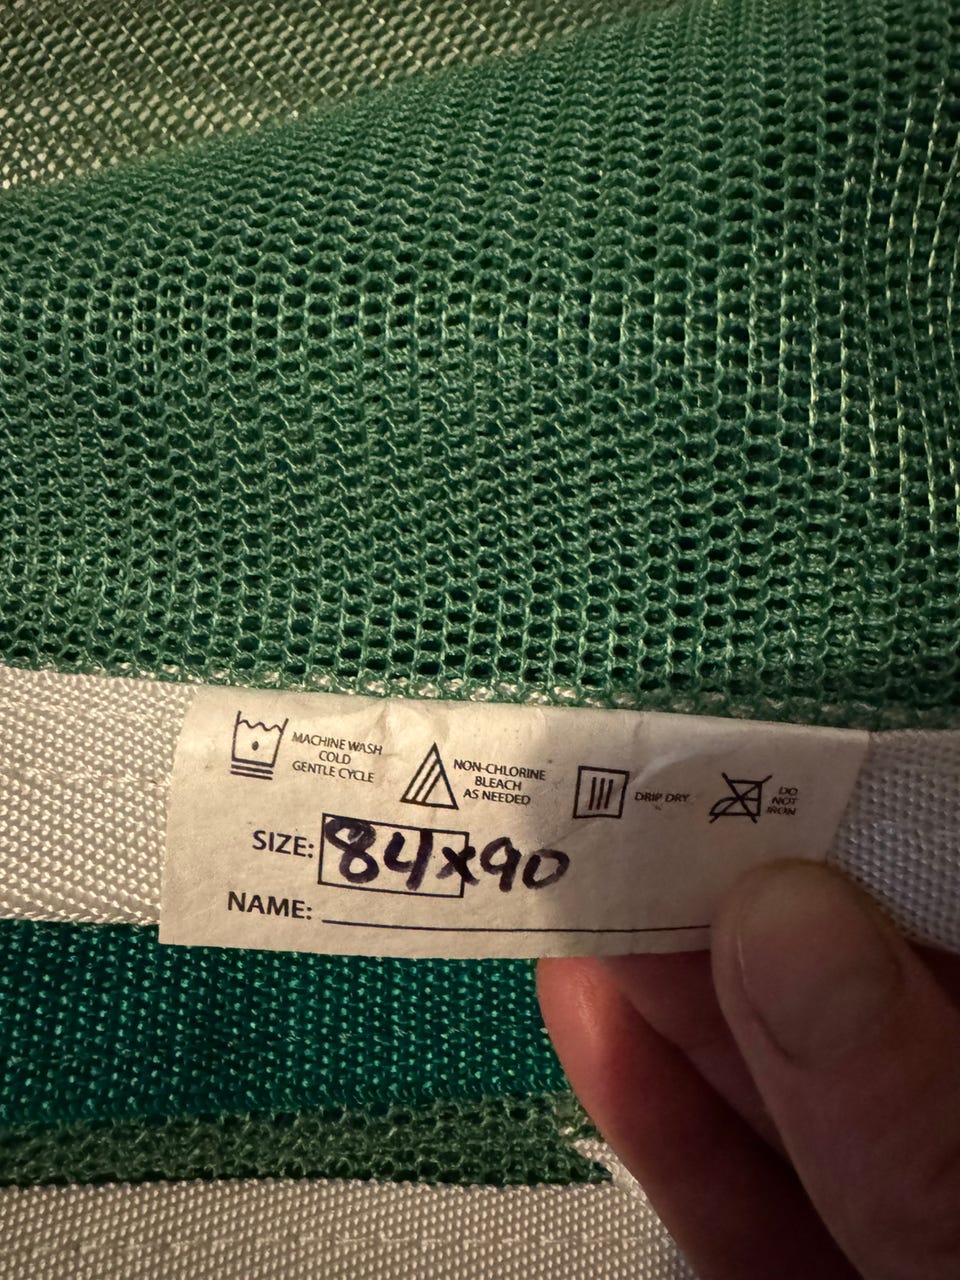 MACHINE WASH
COLD
GENTLE CYCLE
NON-CHLORINE
BLEACH
AS NEEDED
DRIP DRY
DO
NOT
IRON
SIZE: 84x90
NAME: